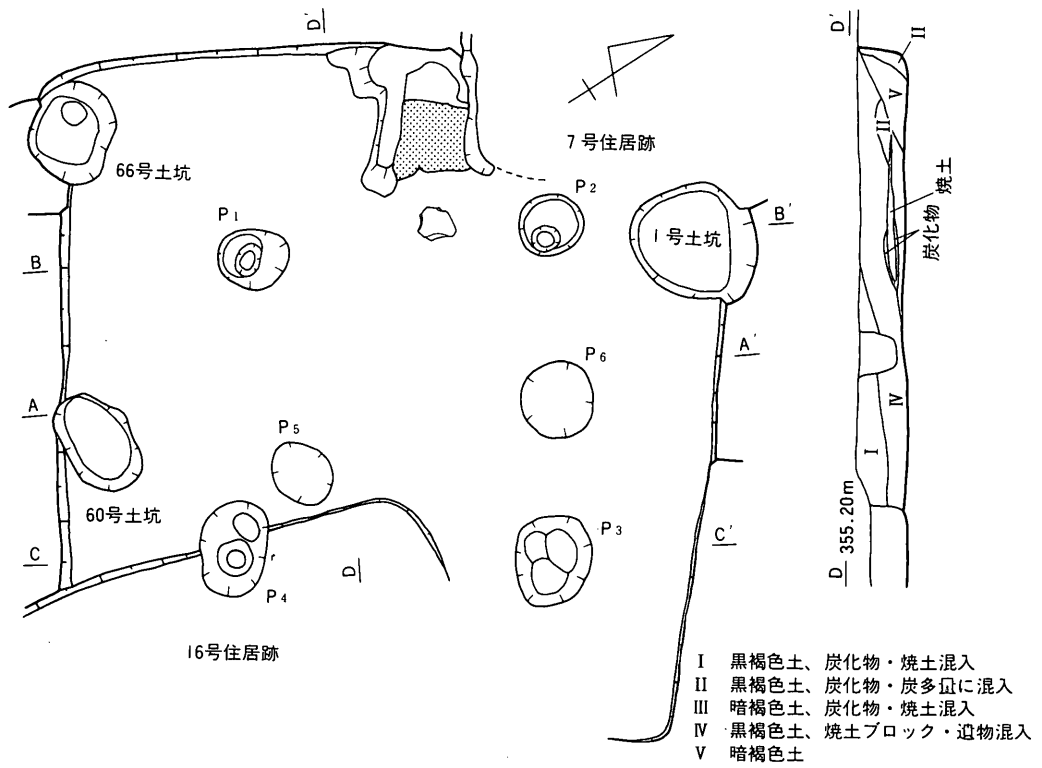 D'
D'
II
7号住居跡
V
II
66号土坑
焼土
炭化物
P1
P2
B
B'
1号土坑
A'
P6
A
IV
P5
I
60号土坑
C
P3
C'
D 355.20m
D
P4
16号住居跡
I 黒褐色土、炭化物・焼土混入
II 黒褐色土、炭化物・炭多量に混入
III 暗褐色土、炭化物・焼土混入
IV 黒褐色土、焼土ブロック・遺物混入
V 暗褐色土